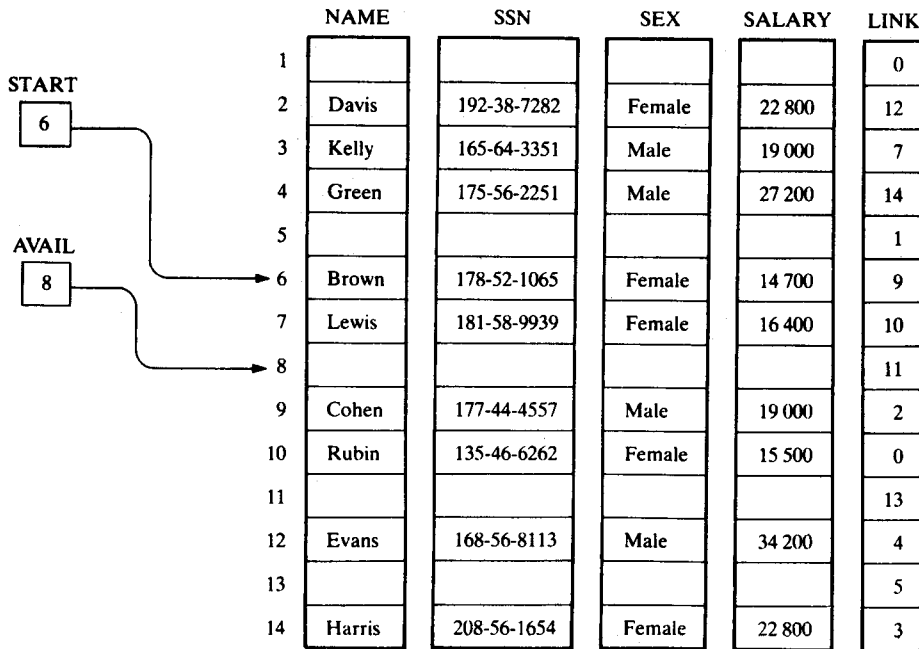 NAME SSN SEX SALARY LINK
1 0
START
6
2 Davis 192-38-7282 Female 22 800 12
3 Kelly 165-64-3351 Male 19 000 7
4 Green 175-56-2251 Male 27 200 14
5 1
AVAIL
8
6 Brown 178-52-1065 Female 14 700 9
7 Lewis 181-58-9939 Female 16 400 10
8 11
9 Cohen 177-44-4557 Male 19 000 2
10 Rubin 135-46-6262 Female 15 500 0
11 13
12 Evans 168-56-8113 Male 34 200 4
13 5
14 Harris 208-56-1654 Female 22 800 3